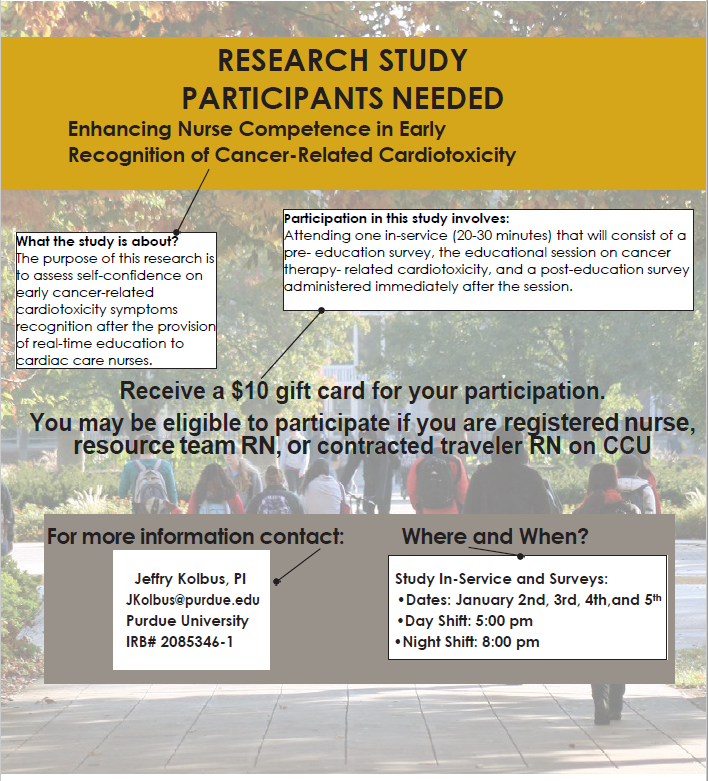 RESEARCH STUDY
PARTICIPANTS NEEDED
Enhancing Nurse Competence in Early
Recognition of Cancer-Related Cardiotoxicity
What the study is about?
The purpose of this research is
to assess self-confidence on
early cancer-related
cardiotoxicity symptoms
recognition after the provision
of real-time education to
cardiac care nurses.
Participation in this study involves:
Attending one in-service (20-30 minutes) that will consist of a
pre- education survey, the educational session on cancer
therapy- related cardiotoxicity, and a post-education survey
administered immediately after the session.
Receive a $10 gift card for your participation.
You may be eligible to participate if you are registered nurse,
resource team RN, or contracted traveler RN on CCU
For more information contact:
Jeffry Kolbus, PI
JKolbus@purdue.edu
Purdue University
IRB# 2085346-1
Where and When?
Study In-Service and Surveys:
•Dates: January 2nd, 3rd, 4th,and 5th
•Day Shift: 5:00 pm
•Night Shift: 8:00 pm